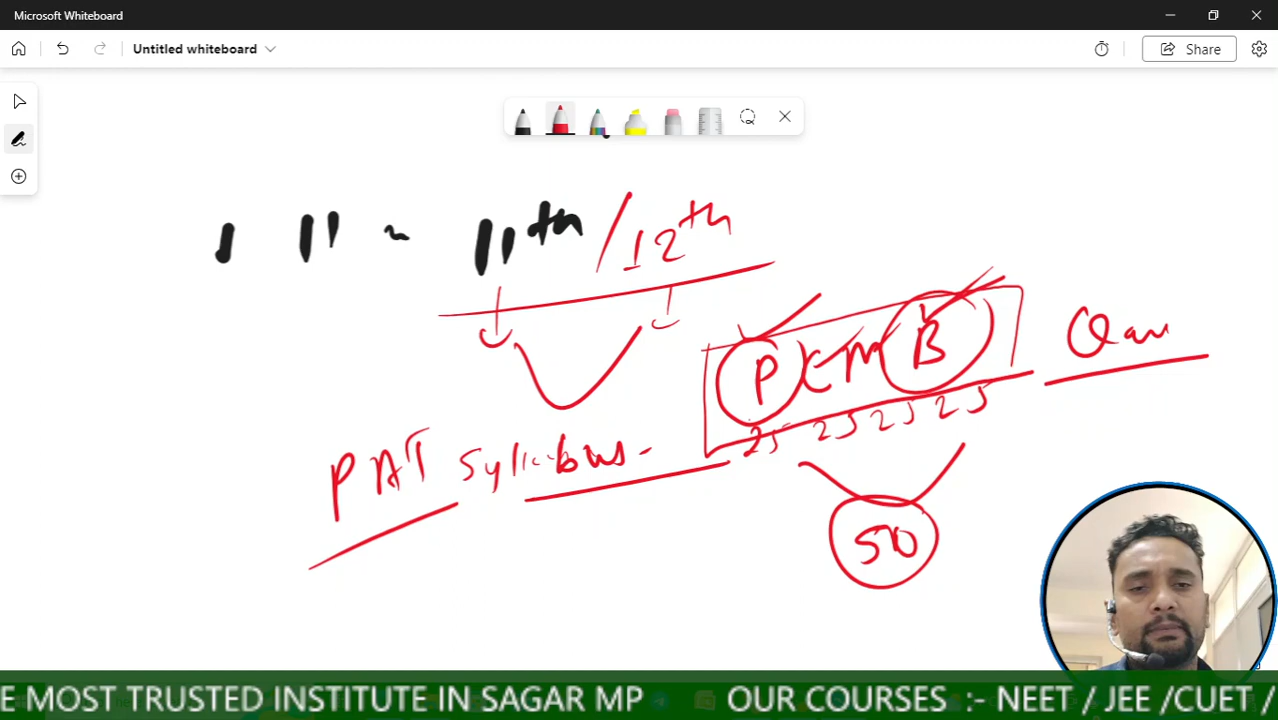 Microsoft Whiteboard
Untitled whiteboard
Share
11 ~ 11th / 12th
P C M B
25 25 25 25
PAT Syllabus -
50
E MOST TRUSTED INSTITUTE IN SAGAR MP OUR COURSES :- NEET / JEE /CUET /